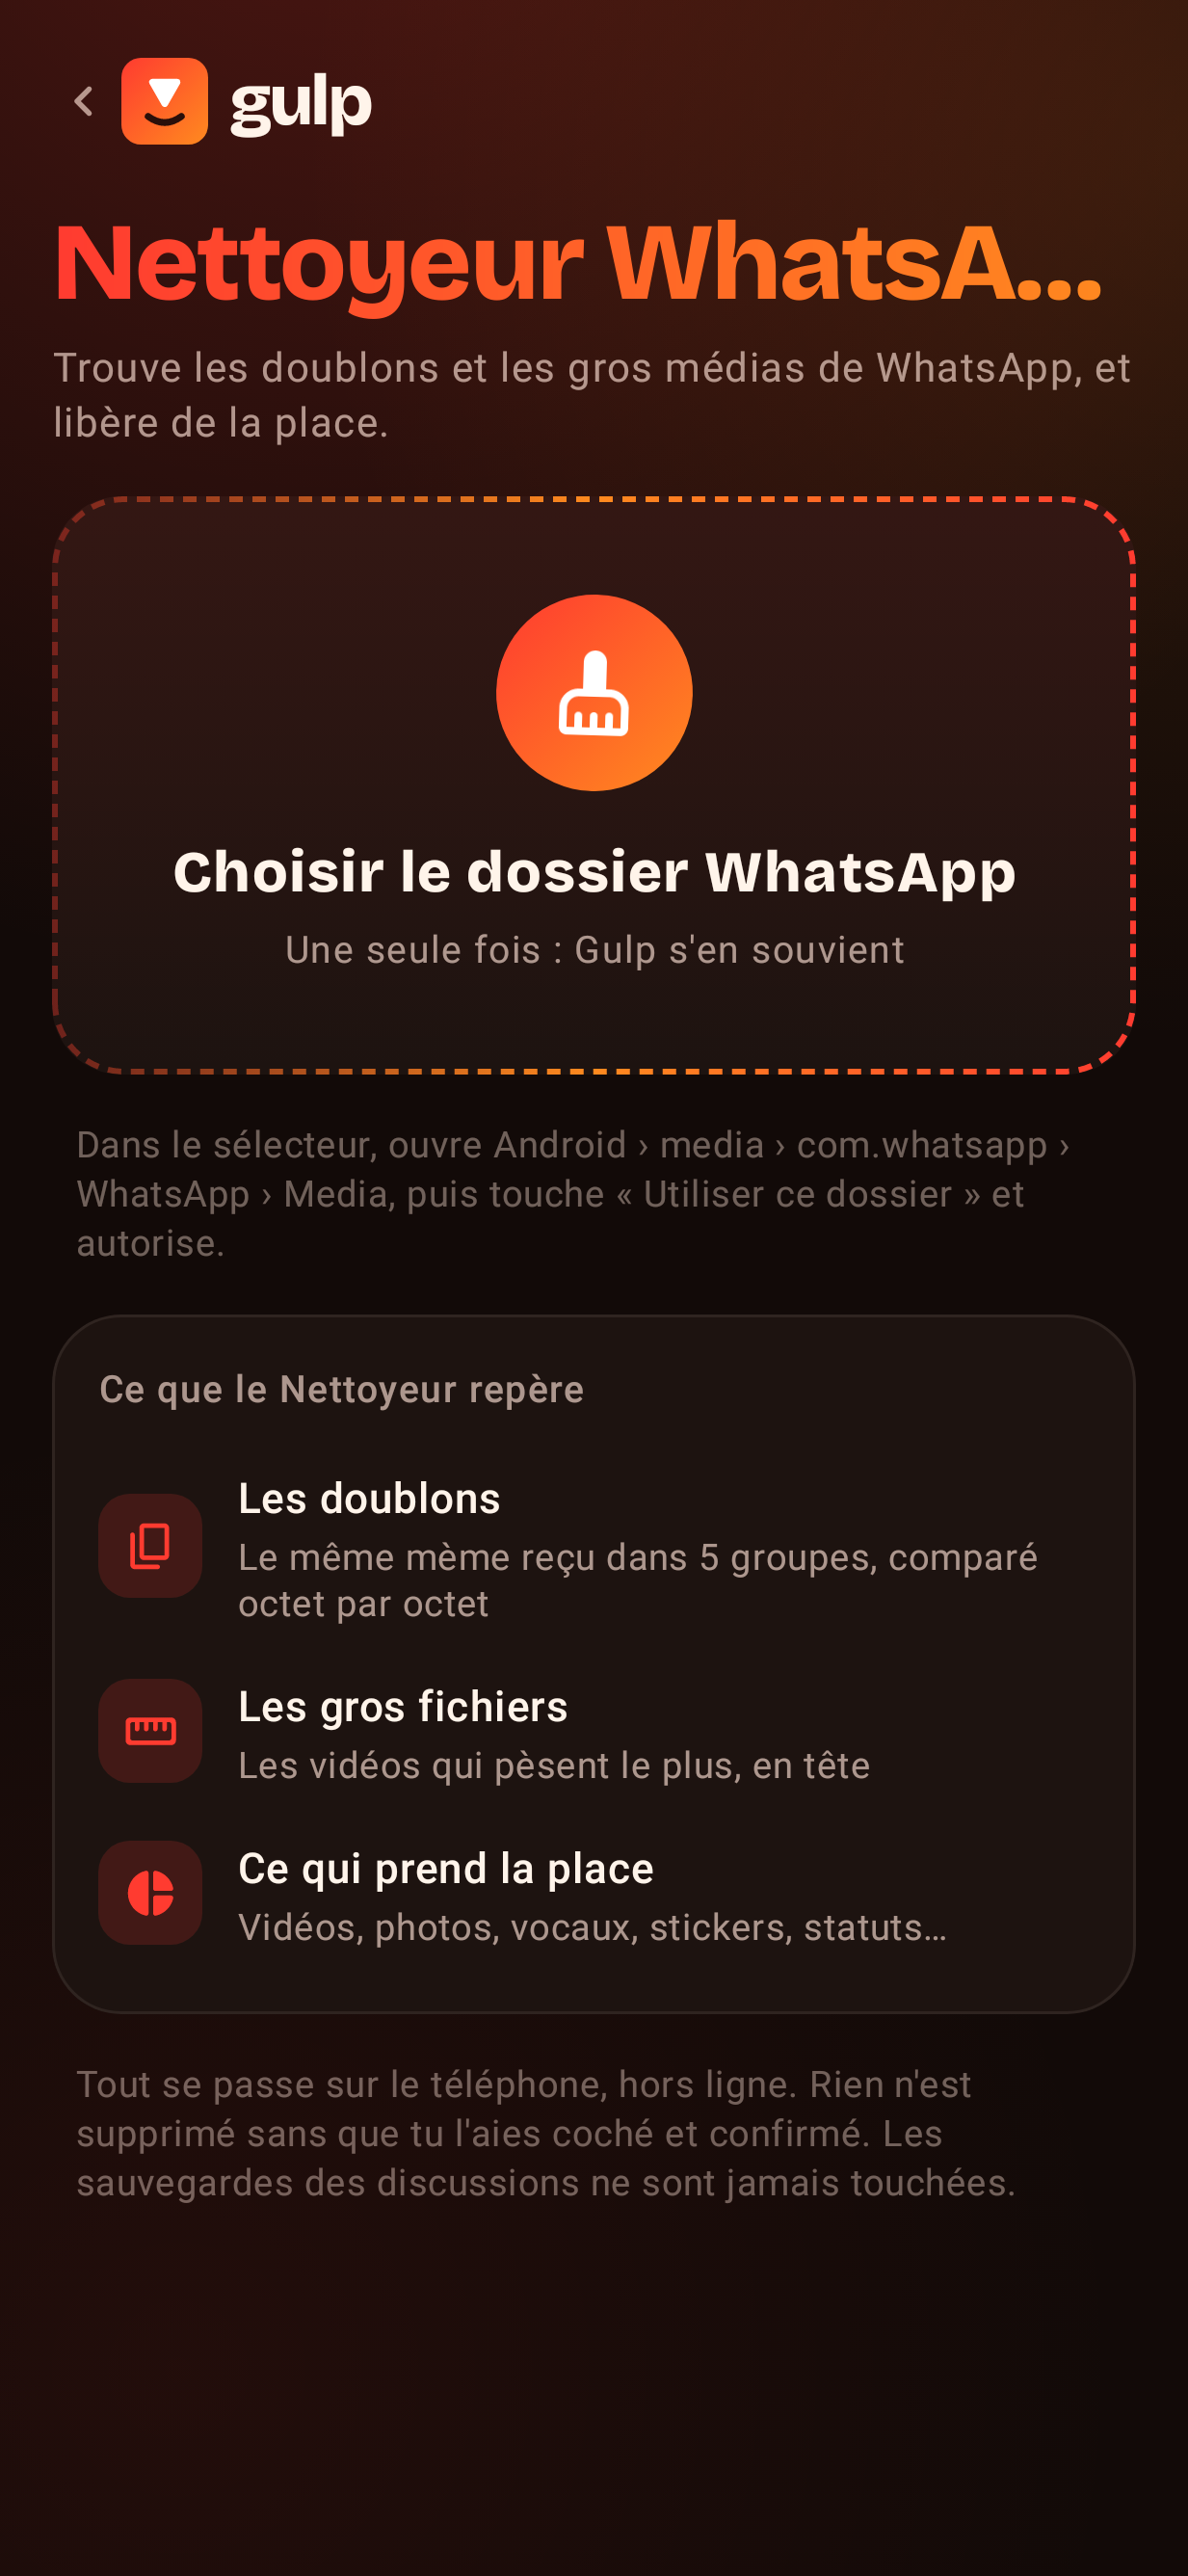 gulp
Nettoyeur WhatsA...
Trouve les doublons et les gros médias de WhatsApp, et
libère de la place.
Choisir le dossier WhatsApp
Une seule fois : Gulp s'en souvient
Dans le sélecteur, ouvre Android › media › com.whatsapp ›
WhatsApp › Media, puis touche « Utiliser ce dossier » et
autorise.
Ce que le Nettoyeur repère
Les doublons
Le même mème reçu dans 5 groupes, comparé
octet par octet
Les gros fichiers
Les vidéos qui pèsent le plus, en tête
Ce qui prend la place
Vidéos, photos, vocaux, stickers, statuts…
Tout se passe sur le téléphone, hors ligne. Rien n'est
supprimé sans que tu l'aies coché et confirmé. Les
sauvegardes des discussions ne sont jamais touchées.